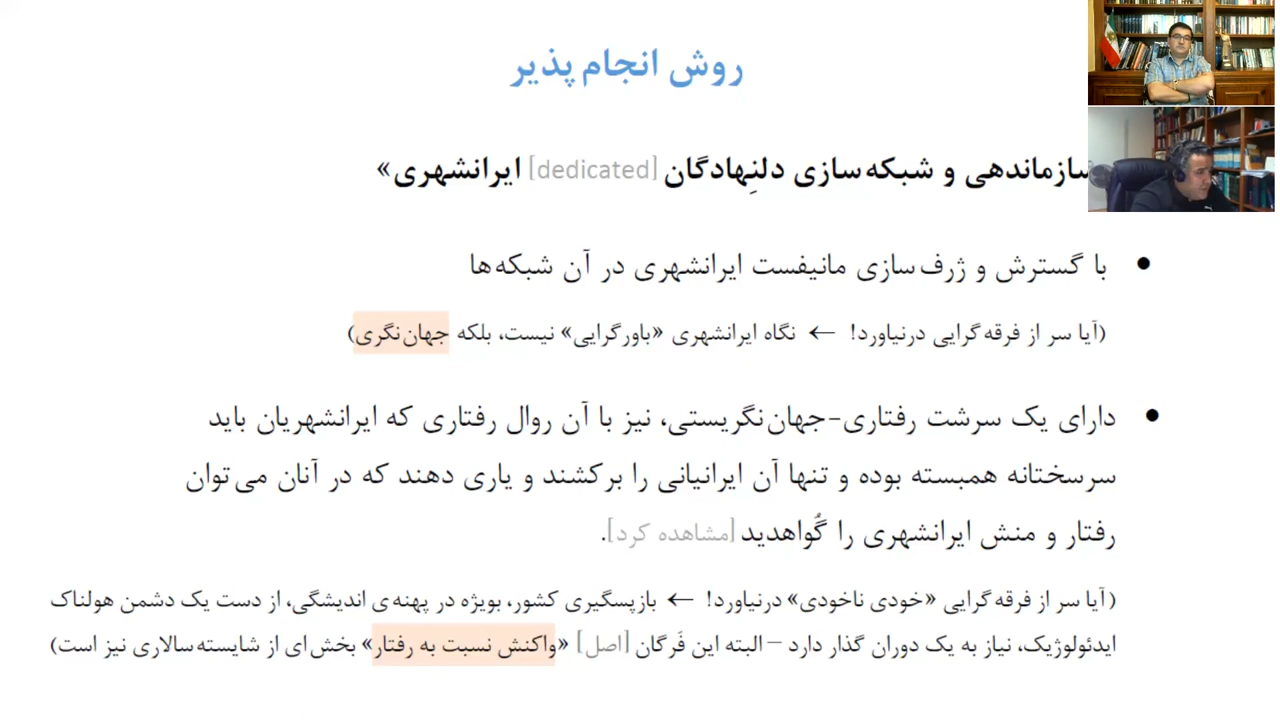 روش انجام پذیر
سازماندهی و شبکه سازی دلنِهادگان [dedicated] ایرانشهری»
• با گسترش و ژرف سازی مانیفست ایرانشهری در آن شبکه ها
(آیا سر از فرقه گرایی درنیاورد! ← نگاه ایرانشهری «باورگرایی» نیست، بلکه جهان نگری)
• دارای یک سرشت رفتاری-جهان نگریستی، نیز با آن روال رفتاری که ایرانشهریان باید
سرسختانه همبسته بوده و تنها آن ایرانیانی را برکشند و یاری دهند که در آنان می توان
رفتار و منش ایرانشهری را گُواهدید [مشاهده کرد].
(آیا سر از فرقه گرایی «خودی ناخودی» درنیاورد! ← بازپسگیری کشور، بویژه در پهنه ی اندیشگی، از دست یک دشمن هولناک
ایدئولوژیک، نیاز به یک دوران گذار دارد – البته این فَرگان [اصل] «واکنش نسبت به رفتار» بخش ای از شایسته سالاری نیز است)